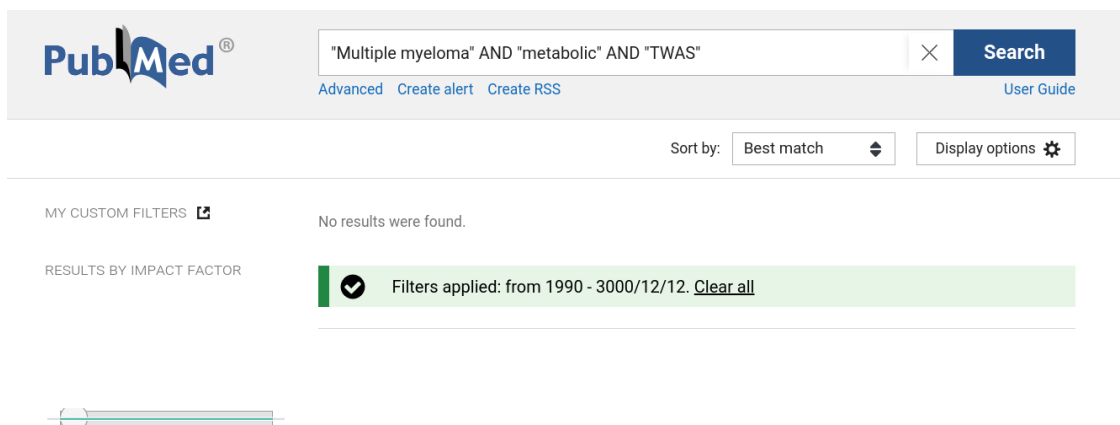 PubMed®
"Multiple myeloma" AND "metabolic" AND "TWAS"
Search
Advanced Create alert Create RSS
User Guide
Sort by: Best match
Display options
MY CUSTOM FILTERS
No results were found.
RESULTS BY IMPACT FACTOR
Filters applied: from 1990 - 3000/12/12. Clear all